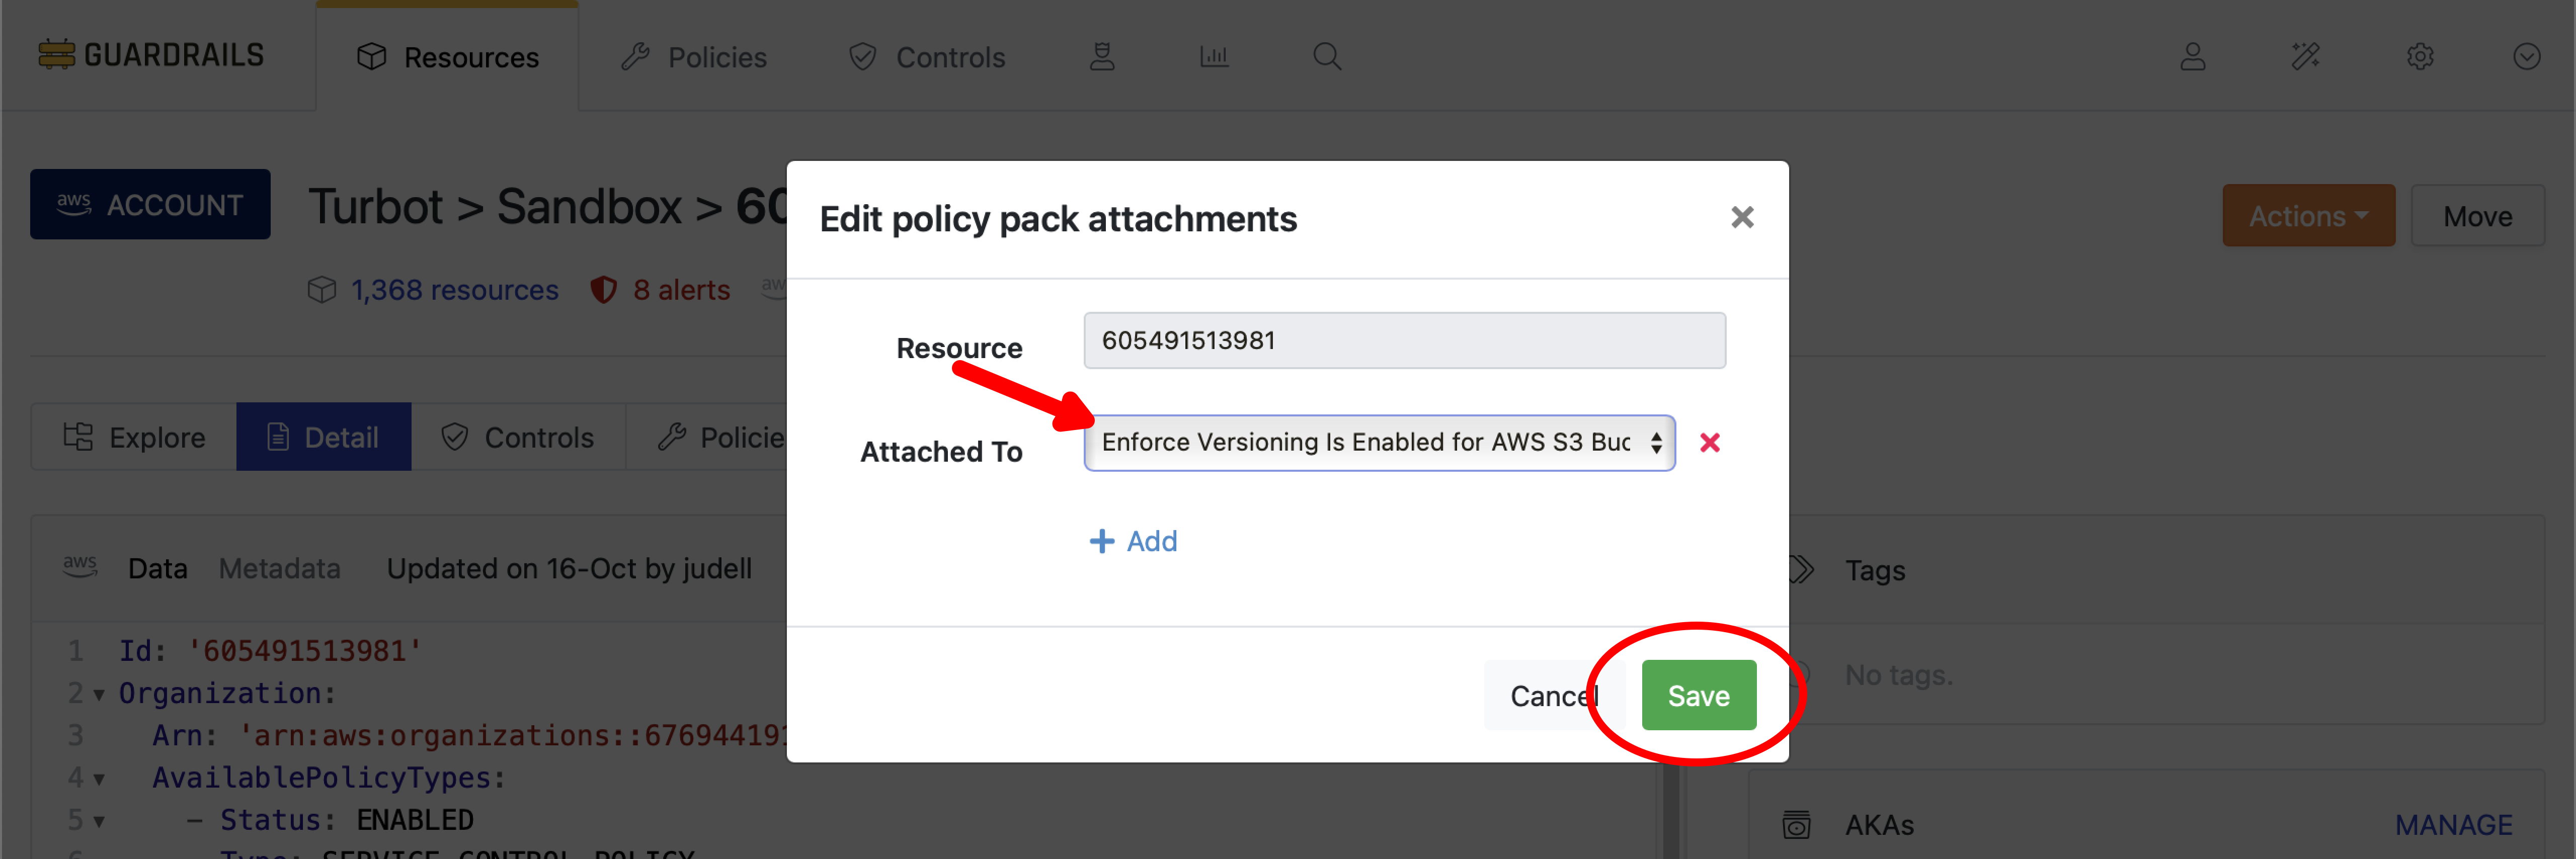 GUARDRAILS
Resources
Policies
Controls
aws ACCOUNT
Turbot > Sandbox > 60
Actions
Move
1,368 resources
8 alerts
aws
Edit policy pack attachments
Resource
605491513981
Attached To
Enforce Versioning Is Enabled for AWS S3 Buc
Add
Cancel
Save
Explore
Detail
Controls
Policie
aws
Data
Metadata
Updated on 16-Oct by judell
1 Id: '605491513981'
2 Organization:
3 Arn: 'arn:aws:organizations::676944191
4 AvailablePolicyTypes:
5 - Status: ENABLED
6 Type: SERVICE_CONTROL_POLICY
Tags
No tags.
AKAs
MANAGE